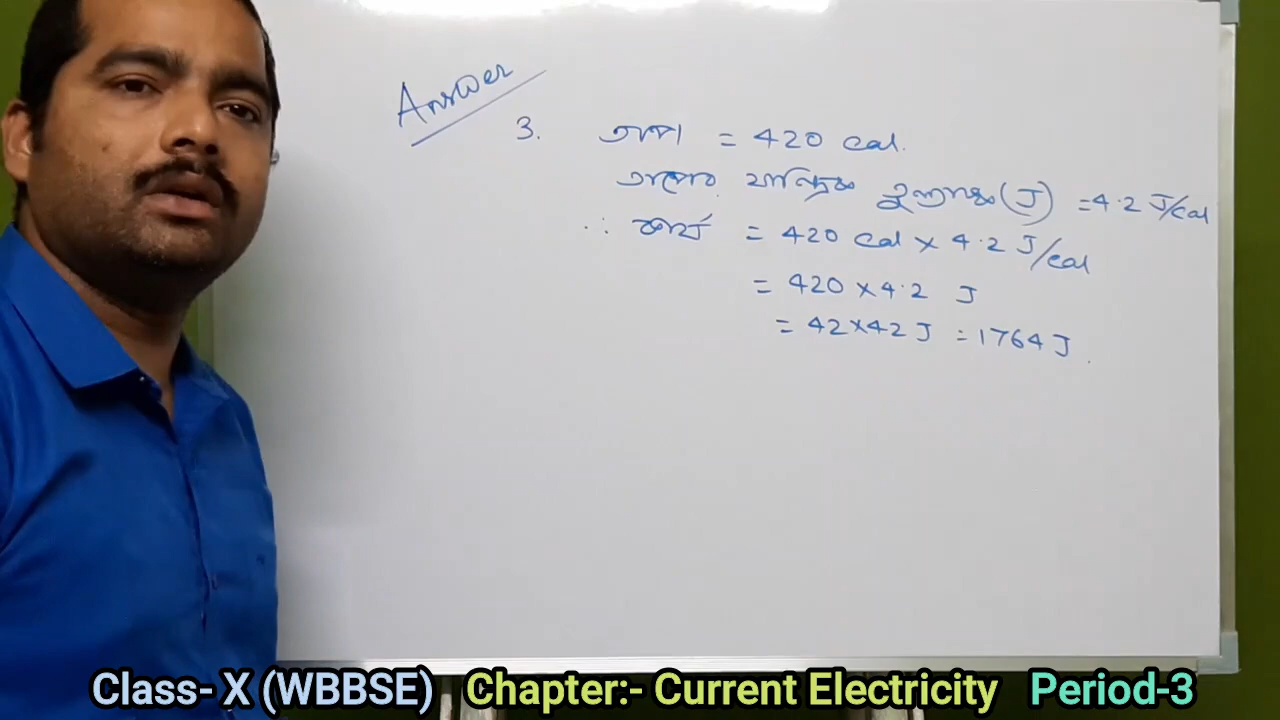 Answer
3. তাপ = 420 cal.
তাপের যান্ত্রিক তুল্যাঙ্ক (J) = 4.2 J/cal
∴ কার্য = 420 cal × 4.2 J/cal
= 420 × 4.2 J
= 42×42 J = 1764 J.
Class- X (WBBSE) Chapter:- Current Electricity Period-3